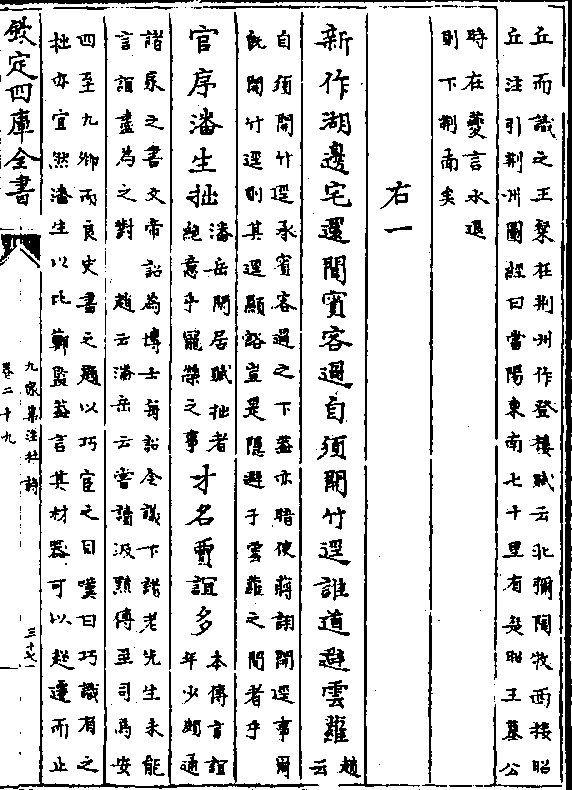 丘而識之王粲在荆州作登樓賦云北彌陶牧西接昭
丘注引荆州圖經曰當陽東南七十里有楚昭王墓公
時在夔言水退
則下荆南矣
右一
新作湖邊宅還聞賓客過自須開竹逕誰道避雲蘿趙
云
自須開竹逕承賓客過之下蓋亦暗使蔣詡開逕事爾
既開竹逕則其逕顯豁豈是隱避于雲蘿之間者乎
官序潘生拙潘岳閒居賦拙者
絶意乎寵榮之事才名賈誼多本傳言誼
年少頗通
諸家之書文帝詔為博士每詔令議下諸老先生未能
言誼盡為之對 趙云潘岳云嘗讀汲黯傳至司馬安
四至九卿而良史書之題以巧宦之目嘆曰巧誠有之
拙亦宜然潘生以比鄭監蓋言其材器可以超遷而止
欽定四庫全書
九家集注杜詩
卷二十九
三十七